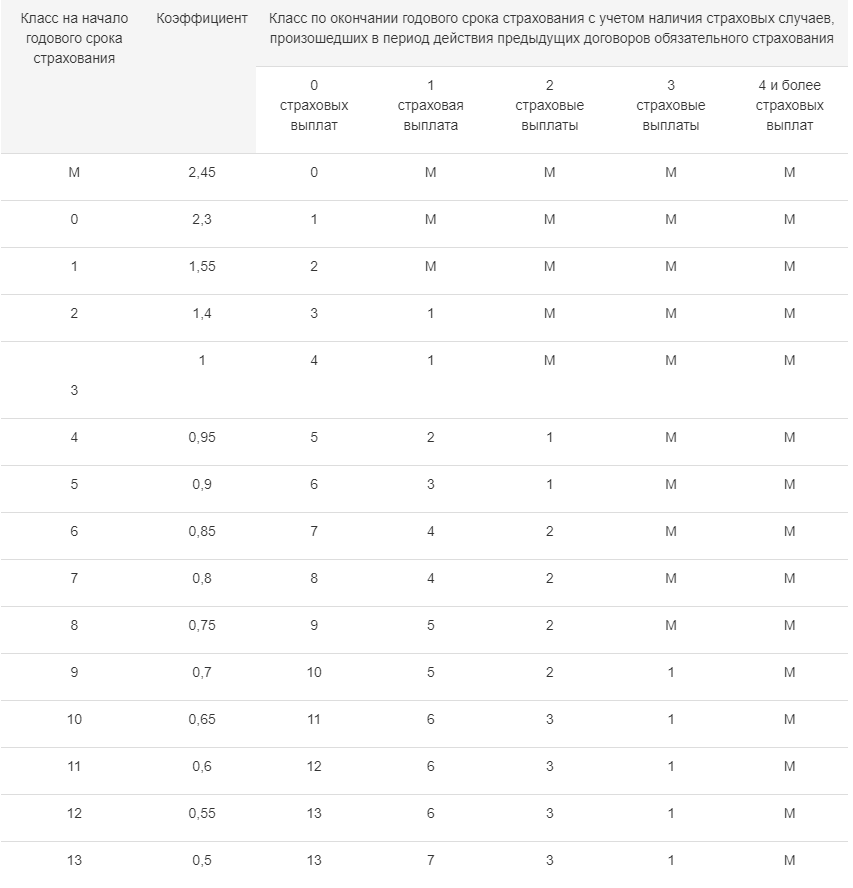 Класс на начало годового срока страхования
Коэффициент
Класс по окончании годового срока страхования с учетом наличия страховых случаев,
произошедших в период действия предыдущих договоров обязательного страхования
0 страховых выплат
1 страховая выплата
2 страховые выплаты
3 страховые выплаты
4 и более страховых выплат
М 2,45 0 М М М М
0 2,3 1 М М М М
1 1,55 2 М М М М
2 1,4 3 1 М М М
3 1 4 1 М М М
4 0,95 5 2 1 М М
5 0,9 6 3 1 М М
6 0,85 7 4 2 М М
7 0,8 8 4 2 М М
8 0,75 9 5 2 М М
9 0,7 10 5 2 1 М
10 0,65 11 6 3 1 М
11 0,6 12 6 3 1 М
12 0,55 13 6 3 1 М
13 0,5 13 7 3 1 М